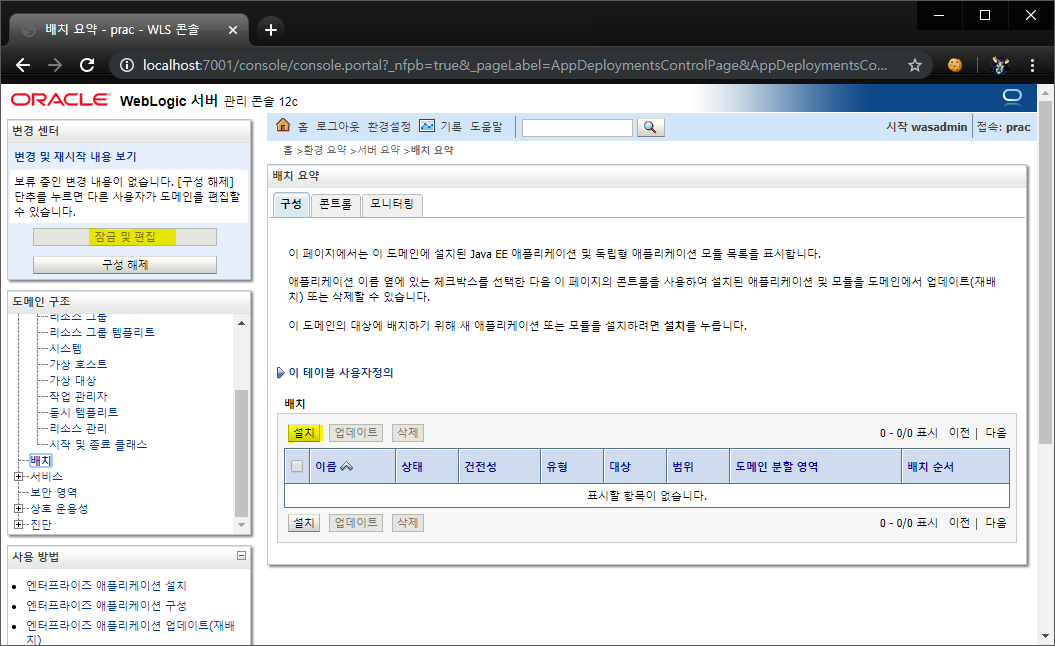 배치 요약 - prac - WLS 콘솔
localhost:7001/console/console.portal?_nfpb=true&_pageLabel=AppDeploymentsControlPage&AppDeploymentsCo...
ORACLE WebLogic 서버 관리 콘솔 12c
변경 센터
변경 및 재시작 내용 보기
보류 중인 변경 내용이 없습니다. [구성 해제]
단추를 누르면 다른 사용자가 도메인을 편집할
수 있습니다.
잠금 및 편집
구성 해제
도메인 구조
리소스 그룹
리소스 그룹 템플리트
시스템
가상 호스트
가상 대상
작업 관리자
동시 템플리트
리소스 관리
시작 및 종료 클래스
배치
서비스
보안 영역
상호 운용성
진단
사용 방법
엔터프라이즈 애플리케이션 설치
엔터프라이즈 애플리케이션 구성
엔터프라이즈 애플리케이션 업데이트(재배
치)
홈 로그아웃 환경설정 기록 도움말
시작 wasadmin 접속: prac
홈 >환경 요약 >서버 요약 >배치 요약
배치 요약
구성 콘트롤 모니터링
이 페이지에서는 이 도메인에 설치된 Java EE 애플리케이션 및 독립형 애플리케이션 모듈 목록을 표시합니다.
애플리케이션 이름 옆에 있는 체크박스를 선택한 다음 이 페이지의 콘트롤을 사용하여 설치된 애플리케이션 및 모듈을 도메인에서 업데이트(재배
치) 또는 삭제할 수 있습니다.
이 도메인의 대상에 배치하기 위해 새 애플리케이션 또는 모듈을 설치하려면 설치를 누릅니다.
이 테이블 사용자정의
배치
설치 업데이트 삭제 0 - 0/0 표시 이전 | 다음
이름 상태 건전성 유형 대상 범위 도메인 분할 영역 배치 순서
표시할 항목이 없습니다.
설치 업데이트 삭제 0 - 0/0 표시 이전 | 다음